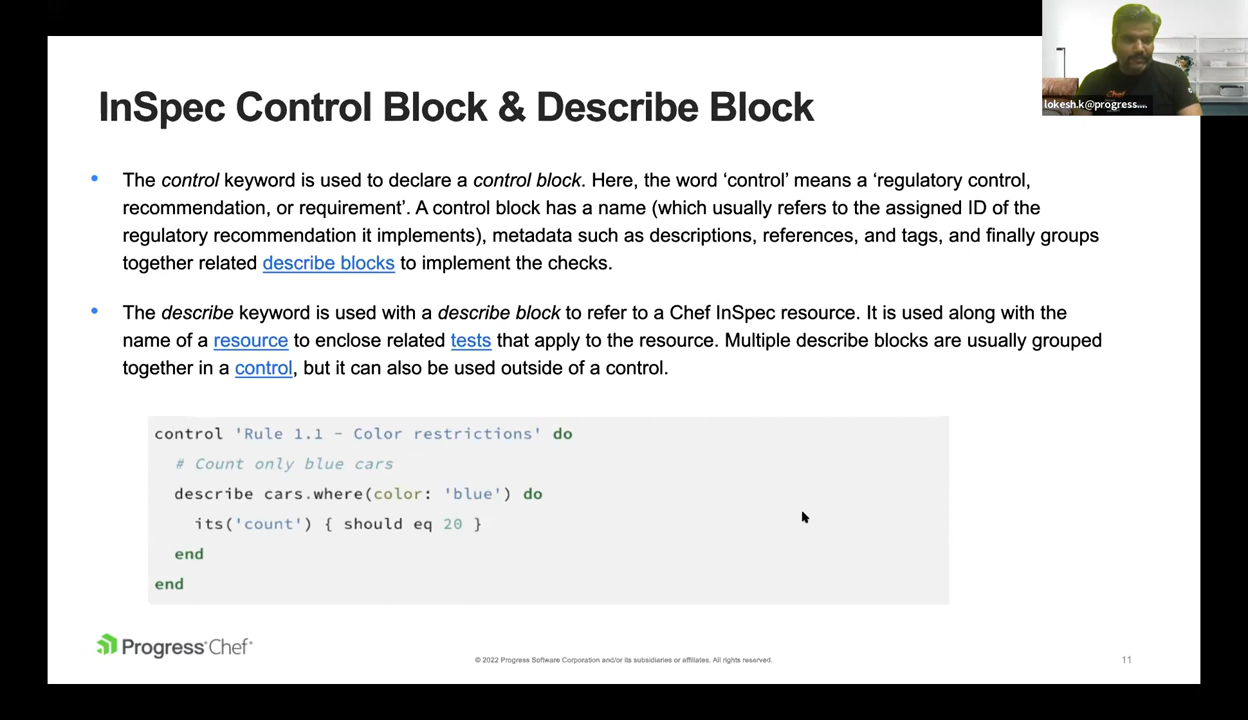 InSpec Control Block & Describe Block
lokesh.k@progress....
• The control keyword is used to declare a control block. Here, the word ‘control’ means a ‘regulatory control,
recommendation, or requirement’. A control block has a name (which usually refers to the assigned ID of the
regulatory recommendation it implements), metadata such as descriptions, references, and tags, and finally groups
together related describe blocks to implement the checks.
• The describe keyword is used with a describe block to refer to a Chef InSpec resource. It is used along with the
name of a resource to enclose related tests that apply to the resource. Multiple describe blocks are usually grouped
together in a control, but it can also be used outside of a control.
control 'Rule 1.1 - Color restrictions' do
# Count only blue cars
describe cars.where(color: 'blue') do
its('count') { should eq 20 }
end
end
Progress Chef
© 2022 Progress Software Corporation and/or its subsidiaries or affiliates. All rights reserved.
11